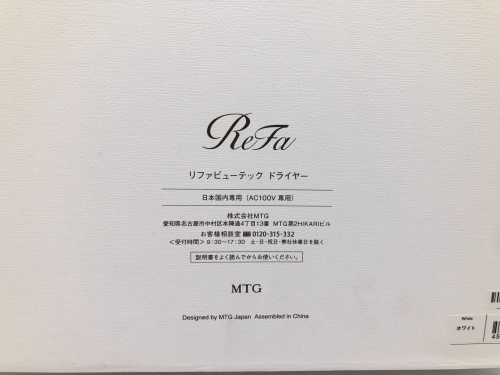 ReFa
リファビューテック ドライヤー
日本国内専用（AC100V専用）
株式会社MTG
愛知県名古屋市中村区本陣通4丁目13番 MTG第2HIKARIビル
お客様相談室 0120-315-332
＜受付時間＞9：30〜17：30 土・日・祝日・弊社休業日を除く
説明書をよく読んでからお使いください。
MTG
Designed by MTG Japan Assembled in China
White
ホワイト
45